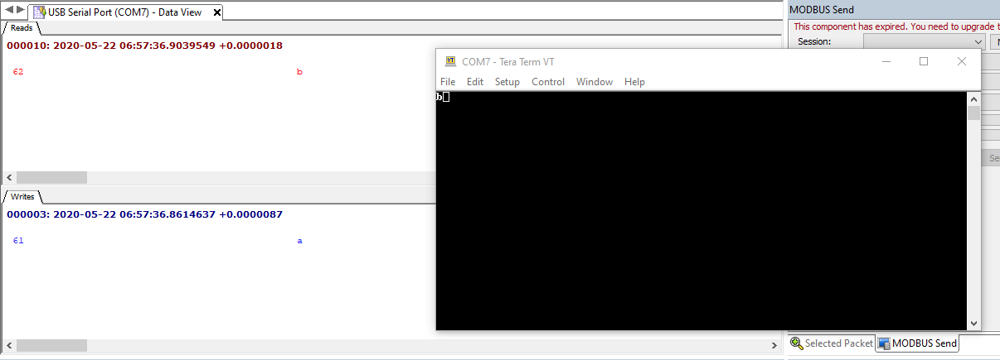 USB Serial Port (COM7) - Data View
Reads
000010: 2020-05-22 06:57:36.9039549 +0.0000018
62 b
Writes
000003: 2020-05-22 06:57:36.8614637 +0.0000087
61 a
COM7 - Tera Term VT
File Edit Setup Control Window Help
b
MODBUS Send
This component has expired. You need to upgrade t
Session:
Se
Selected Packet
MODBUS Send